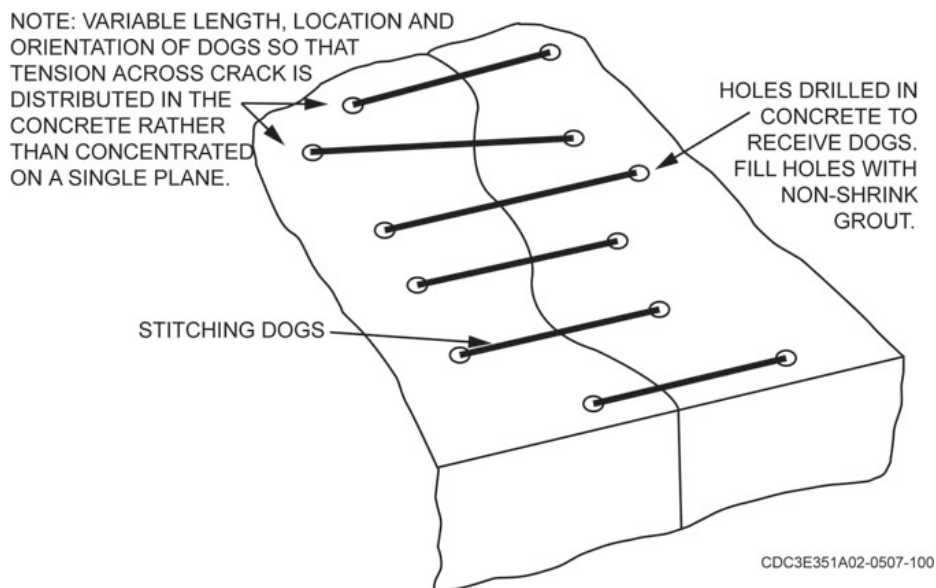 NOTE: VARIABLE LENGTH, LOCATION AND
ORIENTATION OF DOGS SO THAT
TENSION ACROSS CRACK IS
DISTRIBUTED IN THE
CONCRETE RATHER
THAN CONCENTRATED
ON A SINGLE PLANE.
HOLES DRILLED IN
CONCRETE TO
RECEIVE DOGS.
FILL HOLES WITH
NON-SHRINK
GROUT.
STITCHING DOGS
CDC3E351A02-0507-100